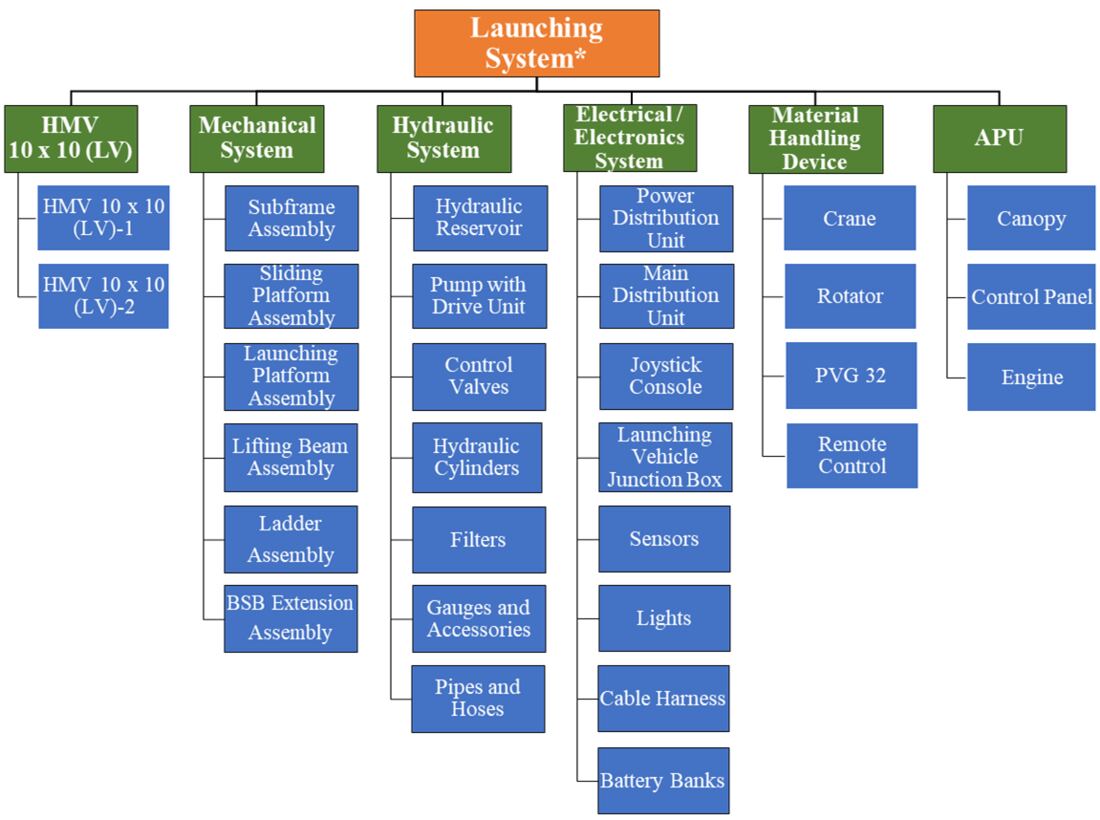 Launching
System*
HMV
10 x 10 (LV)
HMV 10 x 10
(LV)-1
HMV 10 x 10
(LV)-2
Mechanical
System
Subframe
Assembly
Sliding
Platform
Assembly
Launching
Platform
Assembly
Lifting Beam
Assembly
Ladder
Assembly
BSB Extension
Assembly
Hydraulic
System
Hydraulic
Reservoir
Pump with
Drive Unit
Control
Valves
Hydraulic
Cylinders
Filters
Gauges and
Accessories
Pipes and
Hoses
Electrical /
Electronics
System
Power
Distribution
Unit
Main
Distribution
Unit
Joystick
Console
Launching
Vehicle
Junction Box
Sensors
Lights
Cable Harness
Battery Banks
Material
Handling
Device
Crane
Rotator
PVG 32
Remote
Control
APU
Canopy
Control Panel
Engine